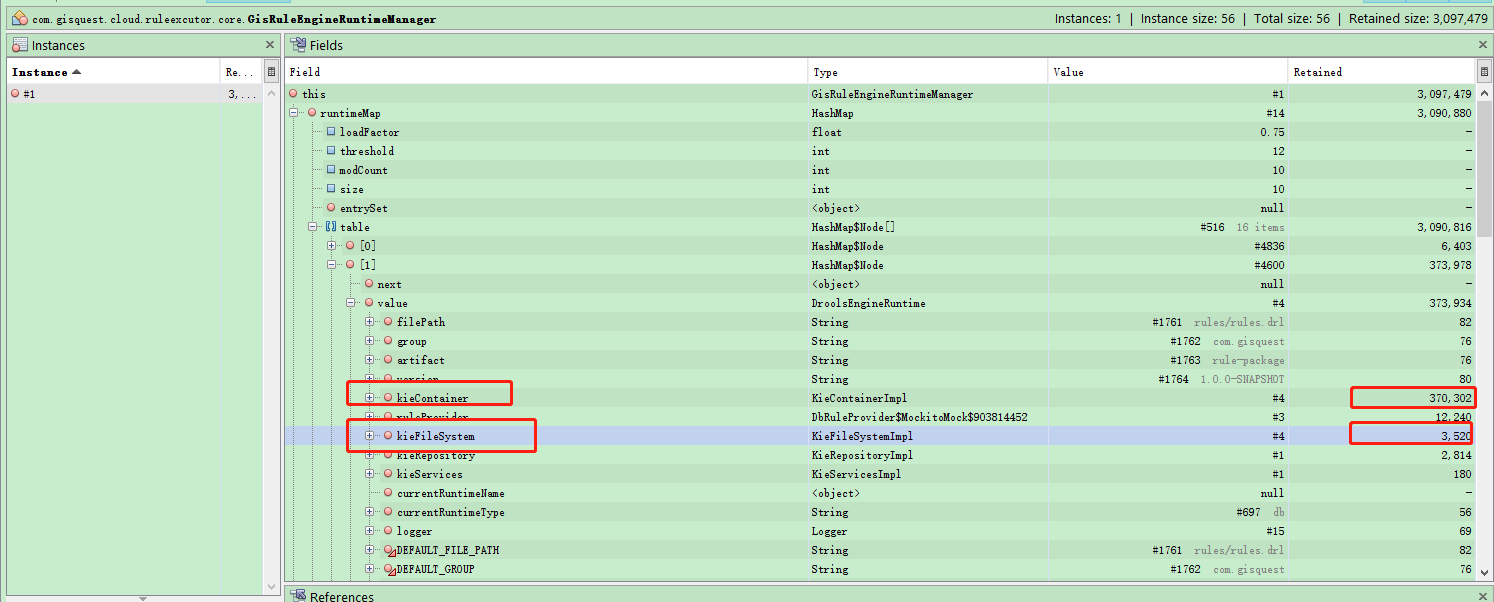 com.gisquest.cloud.ruleexcutor.core.GisRuleEngineRuntimeManager Instances: 1 | Instance size: 56 | Total size: 56 | Retained size: 3,097,479
Instances
Fields
Instance Re...
#1 3,...
Field Type Value Retained
this GisRuleEngineRuntimeManager #1 3,097,479
runtimeMap HashMap #14 3,090,880
loadFactor float 0.75 –
threshold int 12 –
modCount int 10 –
size int 10 –
entrySet <object> null –
table HashMap$Node[] #516 16 items 3,090,816
[0] HashMap$Node #4836 6,403
[1] HashMap$Node #4600 373,978
next <object> null –
value DroolsEngineRuntime #4 373,934
filePath String #1761 rules/rules.drl 82
group String #1762 com.gisquest 76
artifact String #1763 rule-package 76
version String #1764 1.0.0-SNAPSHOT 80
kieContainer KieContainerImpl #4 370,302
ruleProvider DbRuleProvider$MockitoMock$903814452 #3 12,240
kieFileSystem KieFileSystemImpl #4 3,520
kieRepository KieRepositoryImpl #1 2,814
kieServices KieServicesImpl #1 180
currentRuntimeName <object> null –
currentRuntimeType String #697 db 56
logger Logger #15 69
DEFAULT_FILE_PATH String #1761 rules/rules.drl 82
DEFAULT_GROUP String #1762 com.gisquest 76
References